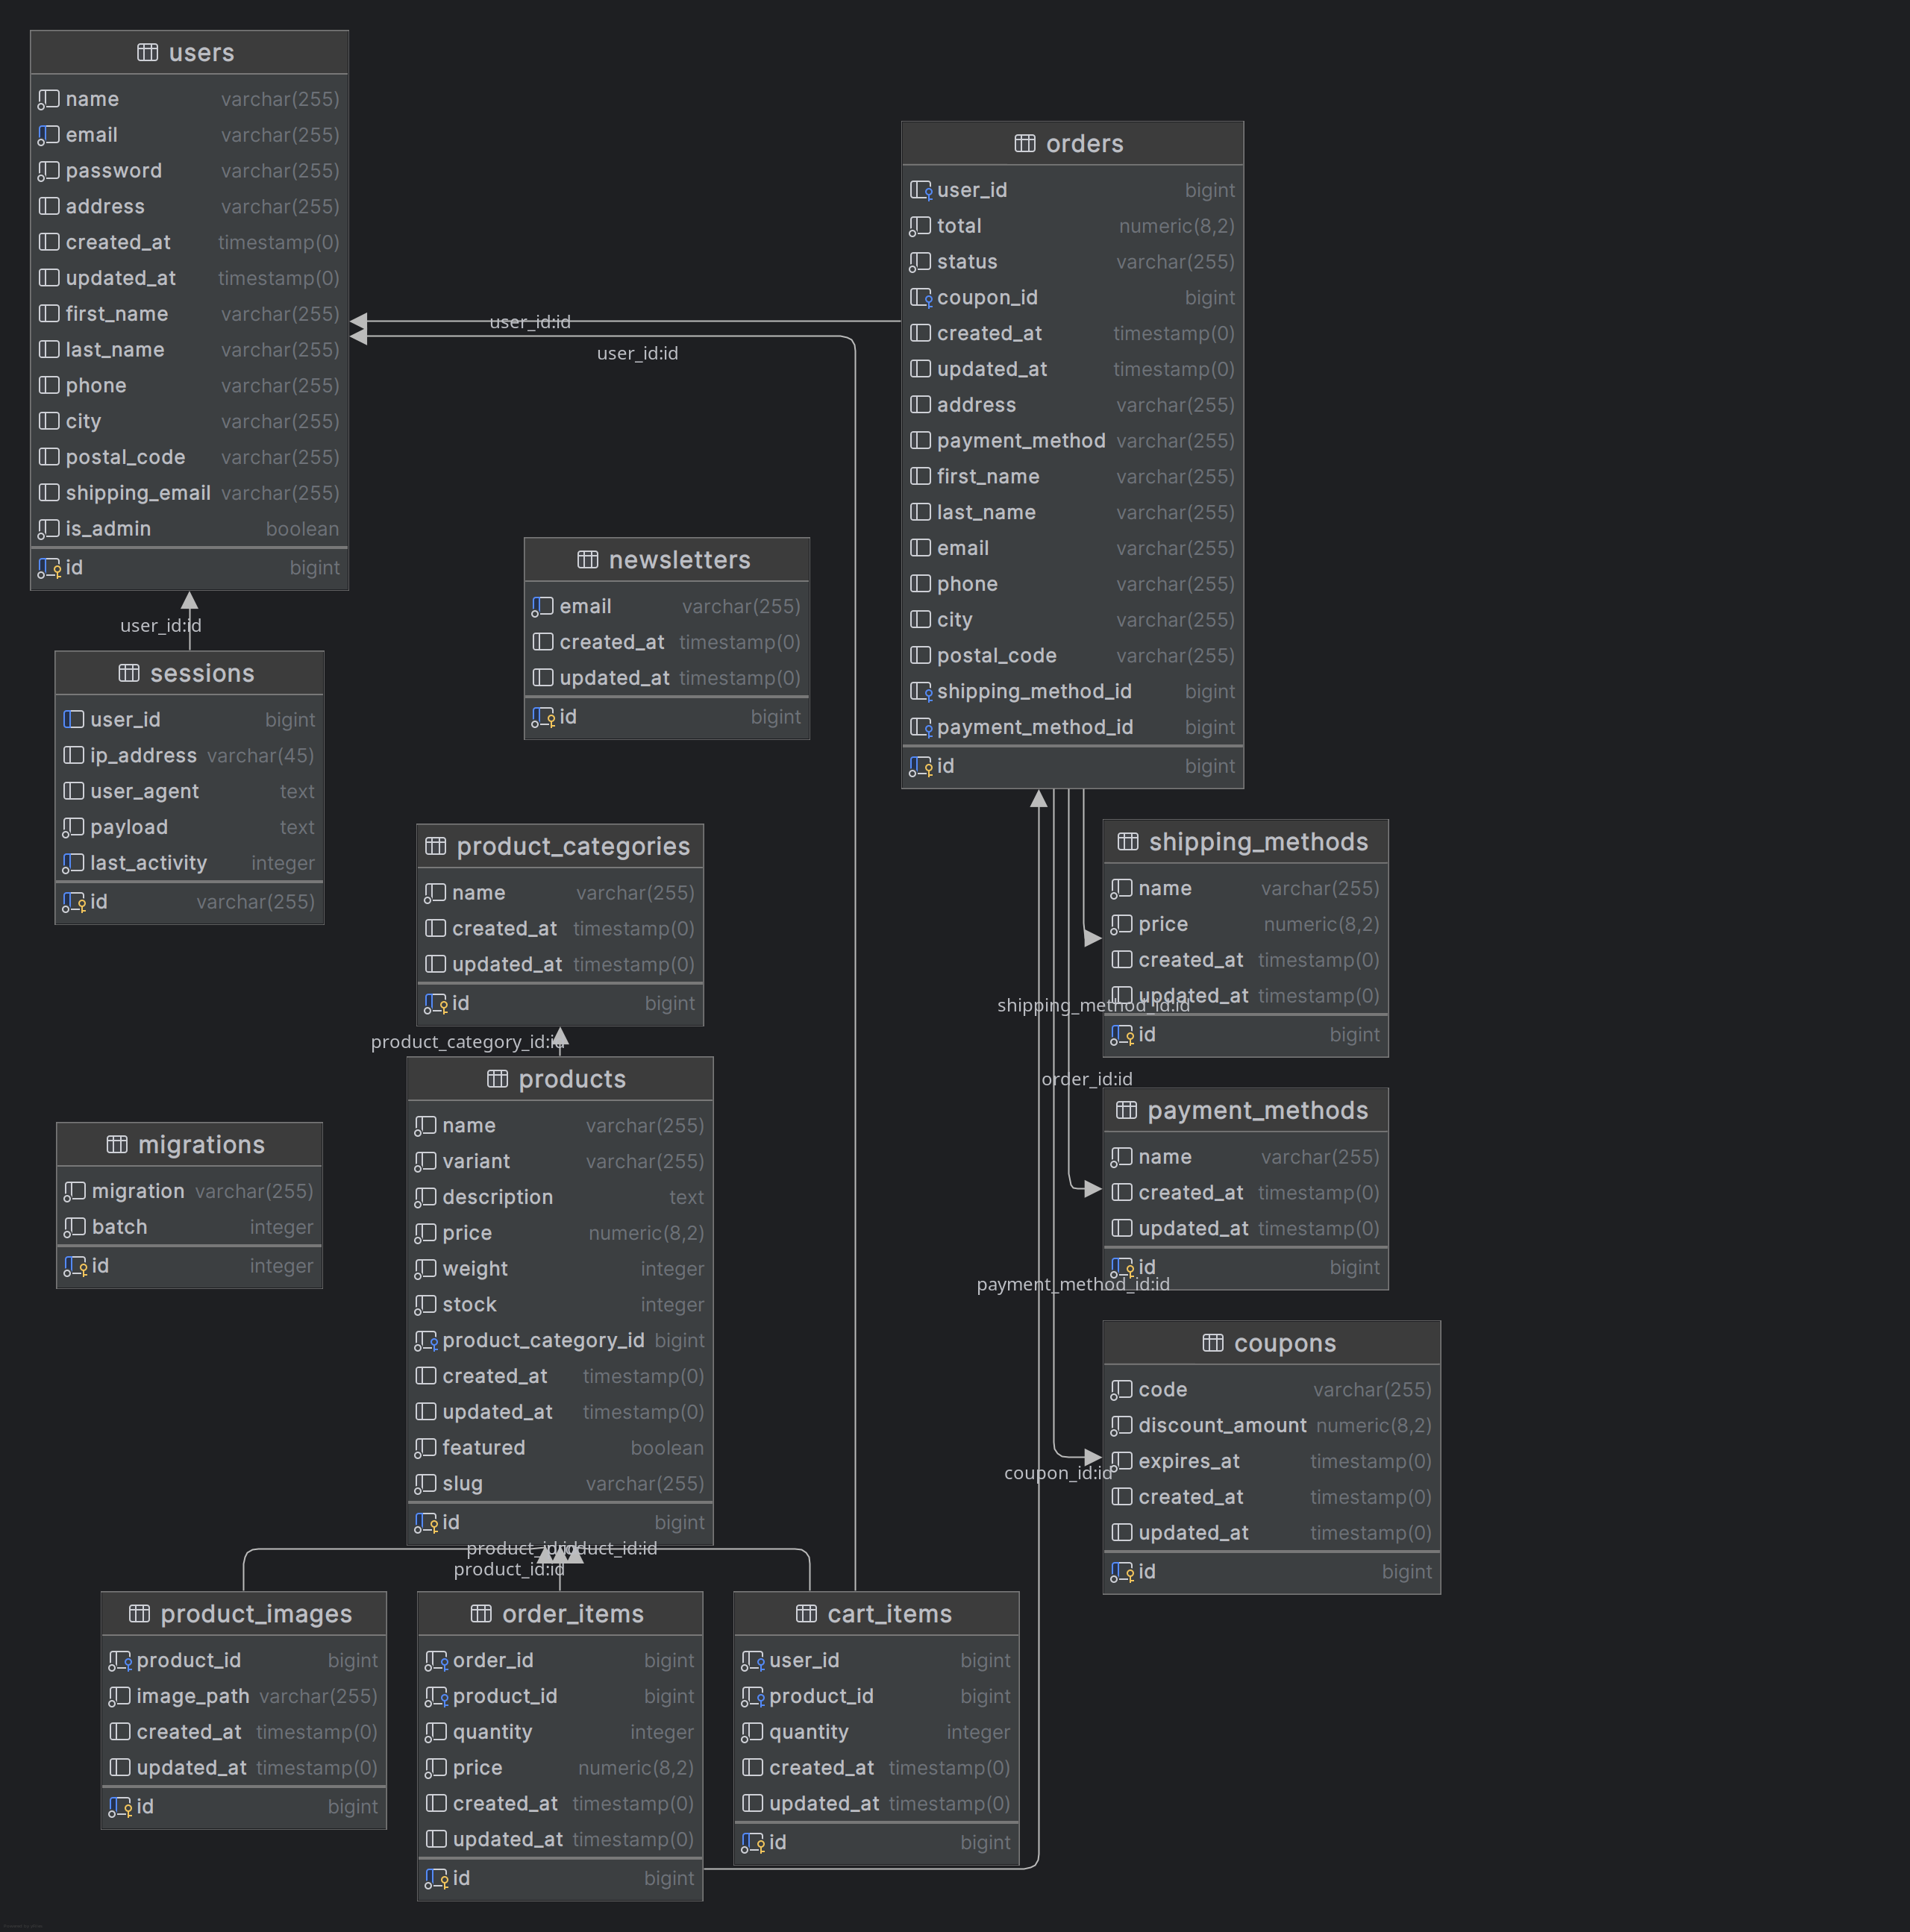 users
name varchar(255)
email varchar(255)
password varchar(255)
address varchar(255)
created_at timestamp(0)
updated_at timestamp(0)
first_name varchar(255)
last_name varchar(255)
phone varchar(255)
city varchar(255)
postal_code varchar(255)
shipping_email varchar(255)
is_admin boolean
id bigint
orders
user_id bigint
total numeric(8,2)
status varchar(255)
coupon_id bigint
created_at timestamp(0)
updated_at timestamp(0)
address varchar(255)
payment_method varchar(255)
first_name varchar(255)
last_name varchar(255)
email varchar(255)
phone varchar(255)
city varchar(255)
postal_code varchar(255)
shipping_method_id bigint
payment_method_id bigint
id bigint
user_id:id
user_id:id
user_id:id
newsletters
email varchar(255)
created_at timestamp(0)
updated_at timestamp(0)
id bigint
sessions
user_id bigint
ip_address varchar(45)
user_agent text
payload text
last_activity integer
id varchar(255)
product_categories
name varchar(255)
created_at timestamp(0)
updated_at timestamp(0)
id bigint
product_category_id:id
shipping_methods
name varchar(255)
price numeric(8,2)
created_at timestamp(0)
updated_at timestamp(0)
id bigint
shipping_method_id:id
order_id:id
products
name varchar(255)
variant varchar(255)
description text
price numeric(8,2)
weight integer
stock integer
product_category_id bigint
created_at timestamp(0)
updated_at timestamp(0)
featured boolean
slug varchar(255)
id bigint
migrations
migration varchar(255)
batch integer
id integer
payment_methods
name varchar(255)
created_at timestamp(0)
updated_at timestamp(0)
id bigint
payment_method_id:id
coupons
code varchar(255)
discount_amount numeric(8,2)
expires_at timestamp(0)
created_at timestamp(0)
updated_at timestamp(0)
id bigint
coupon_id:id
product_id:id
product_id:id
product_id:id
product_images
product_id bigint
image_path varchar(255)
created_at timestamp(0)
updated_at timestamp(0)
id bigint
order_items
order_id bigint
product_id bigint
quantity integer
price numeric(8,2)
created_at timestamp(0)
updated_at timestamp(0)
id bigint
cart_items
user_id bigint
product_id bigint
quantity integer
created_at timestamp(0)
updated_at timestamp(0)
id bigint